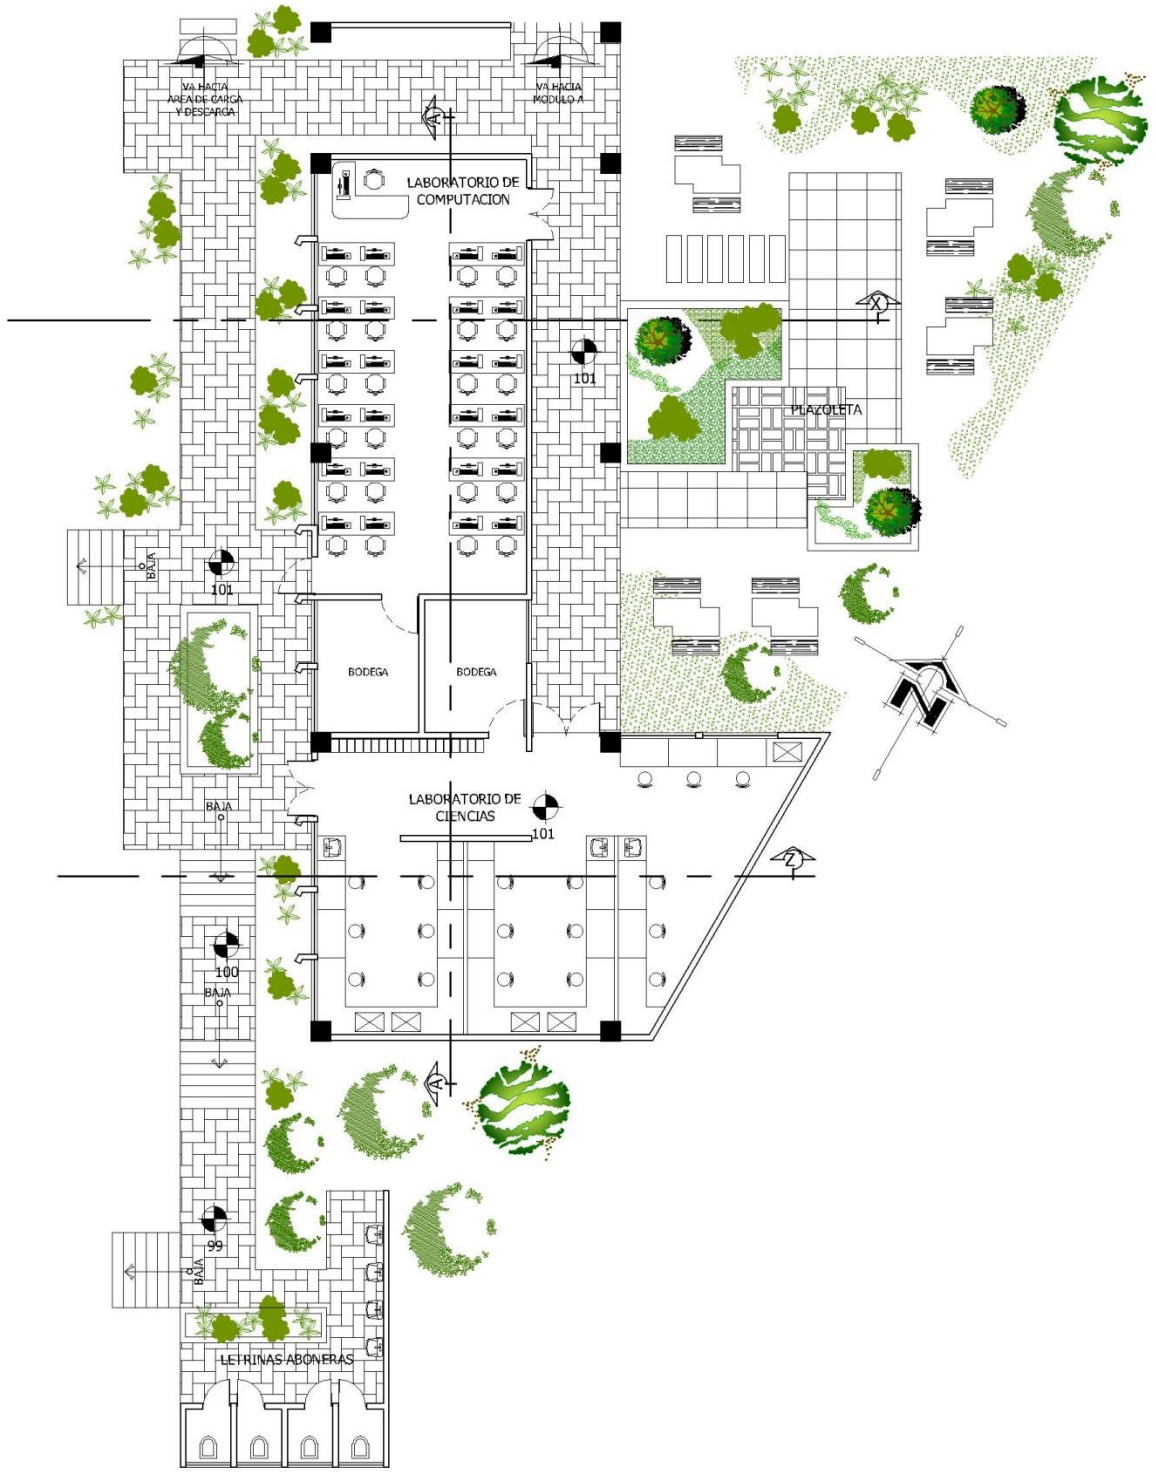 VA HACIA
AREA DE CARGA
Y DESCARGA
VA HACIA
MODULO A
A
LABORATORIO DE
COMPUTACION
X
101
PLAZOLETA
BAJA
101
BODEGA
BODEGA
N
BAJA
LABORATORIO DE
CIENCIAS
101
Z
100
BAJA
A
99
BAJA
LETRINAS ABONERAS